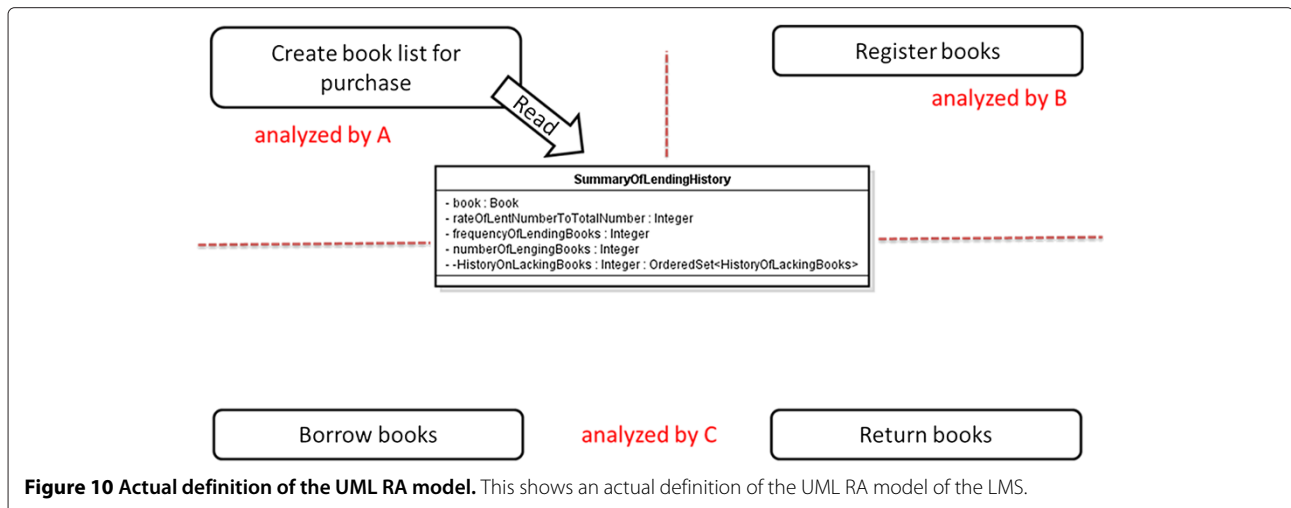 Create book list for
purchase
Register books
Read
analyzed by A
analyzed by B
SummaryOfLendingHistory
- book : Book
- rateOfLentNumberToTotalNumber : Integer
- frequencyOfLendingBooks : Integer
- numberOfLengingBooks : Integer
- -HistoryOnLackingBooks : Integer : OrderedSet<HistoryOfLackingBooks>
Borrow books
analyzed by C
Return books
Figure 10 Actual definition of the UML RA model. This shows an actual definition of the UML RA model of the LMS.